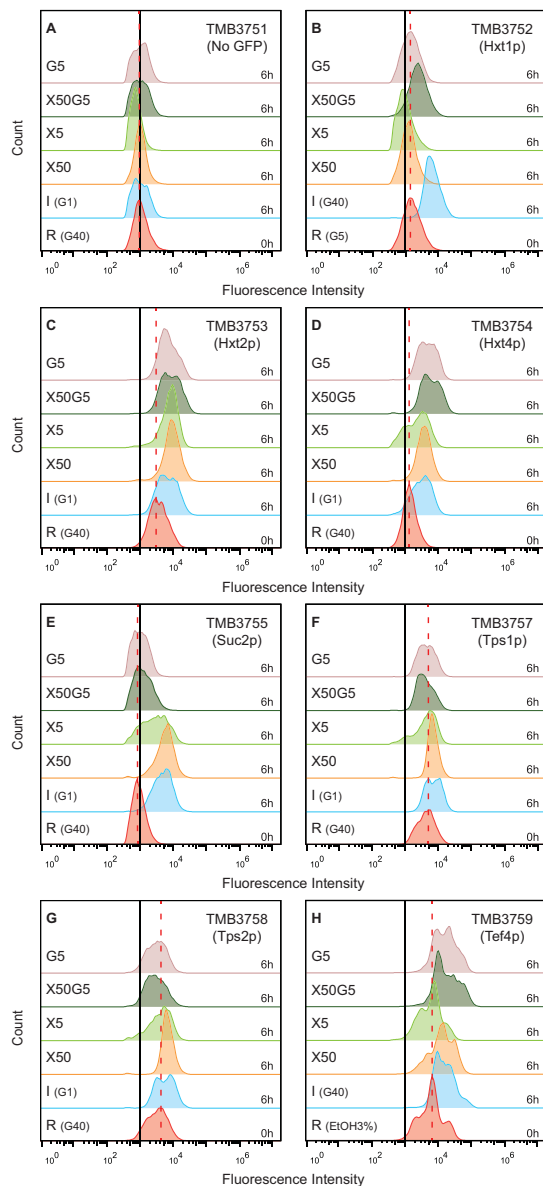 A
TMB3751
(No GFP)
G5
6h
X50G5
6h
X5
6h
X50
6h
I (G1)
6h
R (G40)
0h
Count
10^0 10^2 10^4 10^6
Fluorescence Intensity
B
TMB3752
(Hxt1p)
G5
6h
X50G5
6h
X5
6h
X50
6h
I (G40)
6h
R (G5)
0h
10^0 10^2 10^4 10^6
Fluorescence Intensity
C
TMB3753
(Hxt2p)
G5
6h
X50G5
6h
X5
6h
X50
6h
I (G1)
6h
R (G40)
0h
Count
10^0 10^2 10^4 10^6
Fluorescence Intensity
D
TMB3754
(Hxt4p)
G5
6h
X50G5
6h
X5
6h
X50
6h
I (G1)
6h
R (G40)
0h
10^0 10^2 10^4 10^6
Fluorescence Intensity
E
TMB3755
(Suc2p)
G5
6h
X50G5
6h
X5
6h
X50
6h
I (G1)
6h
R (G40)
0h
Count
10^0 10^2 10^4 10^6
Fluorescence Intensity
F
TMB3757
(Tps1p)
G5
6h
X50G5
6h
X5
6h
X50
6h
I (G1)
6h
R (G40)
0h
10^0 10^2 10^4 10^6
Fluorescence Intensity
G
TMB3758
(Tps2p)
G5
6h
X50G5
6h
X5
6h
X50
6h
I (G1)
6h
R (G40)
0h
Count
10^0 10^2 10^4 10^6
Fluorescence Intensity
H
TMB3759
(Tef4p)
G5
6h
X50G5
6h
X5
6h
X50
6h
I (G40)
6h
R (EtOH3%)
0h
10^0 10^2 10^4 10^6
Fluorescence Intensity